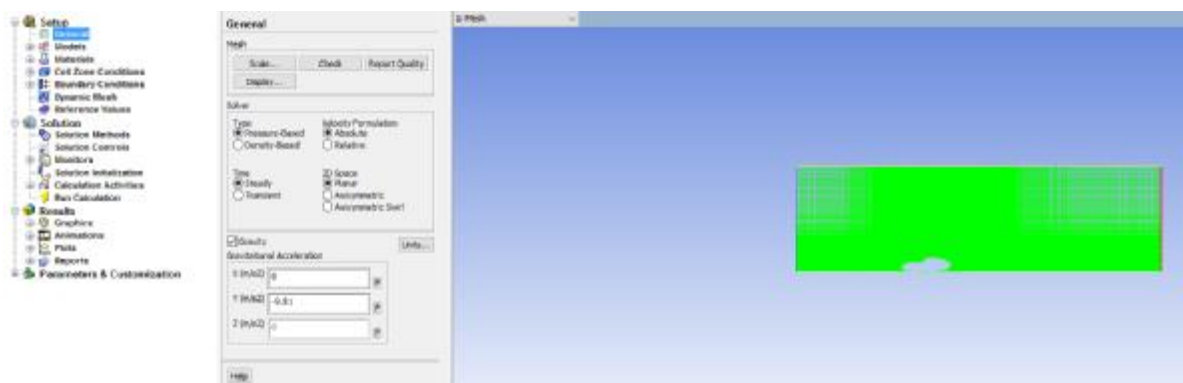 Setup
General
Models
Materials
Cell Zone Conditions
Boundary Conditions
Dynamic Mesh
Reference Values
Solution
Solution Methods
Solution Controls
Monitors
Solution Initialization
Calculation Activities
Run Calculation
Results
Graphics
Animations
Plots
Reports
Parameters & Customization
General
Mesh
Scale... Check Report Quality
Display...
Solver
Type Velocity Formulation
Pressure-Based Absolute
Density-Based Relative
Time 2D Space
Steady Planar
Transient Axisymmetric
Axisymmetric Swirl
Gravity Units...
Gravitational Acceleration
X (m/s2) 0
Y (m/s2) -9.81
Z (m/s2) 0
Help
Mesh